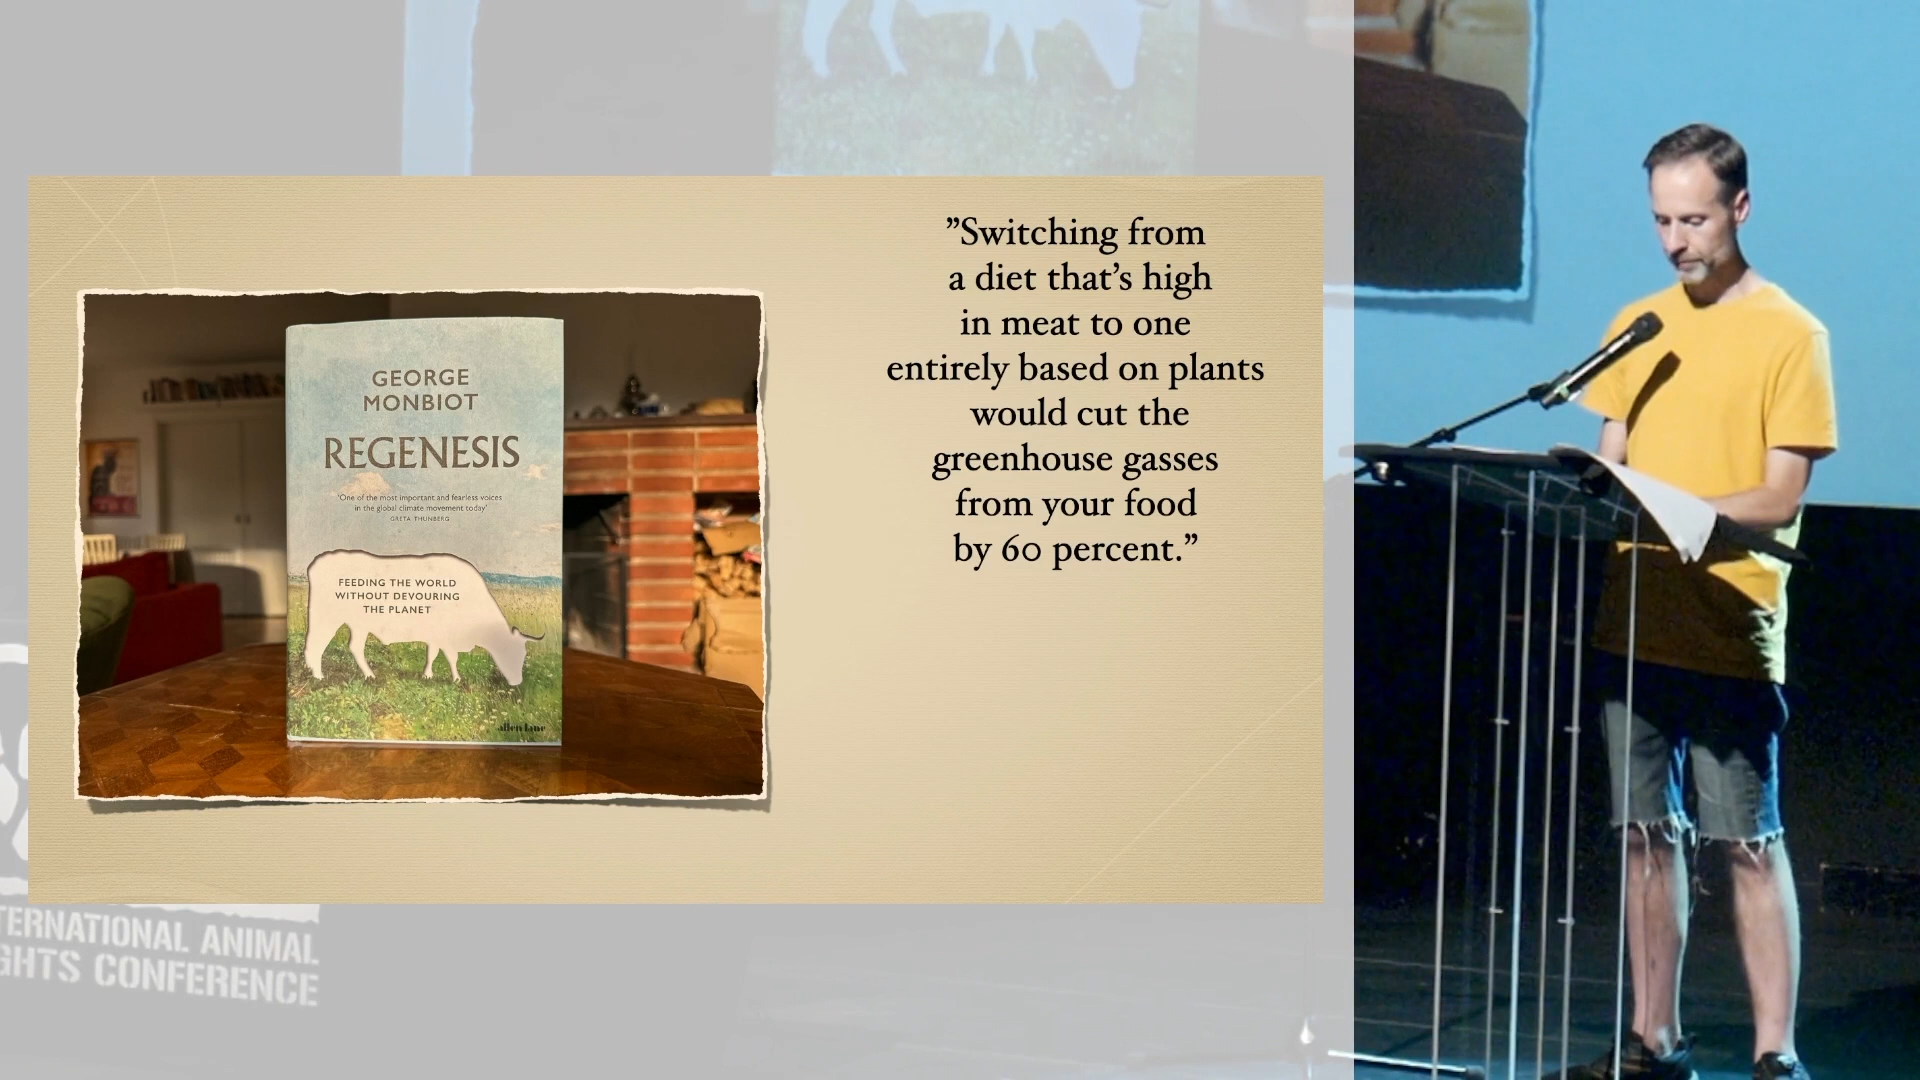 ”Switching from
a diet that’s high
in meat to one
entirely based on plants
would cut the
greenhouse gasses
from your food
by 60 percent.”
GEORGE
MONBIOT
REGENESIS
‘One of the most important and fearless voices
in the global climate movement today’
GRETA THUNBERG
FEEDING THE WORLD
WITHOUT DEVOURING
THE PLANET
allen lane
TERNATIONAL ANIMAL
GHTS CONFERENCE